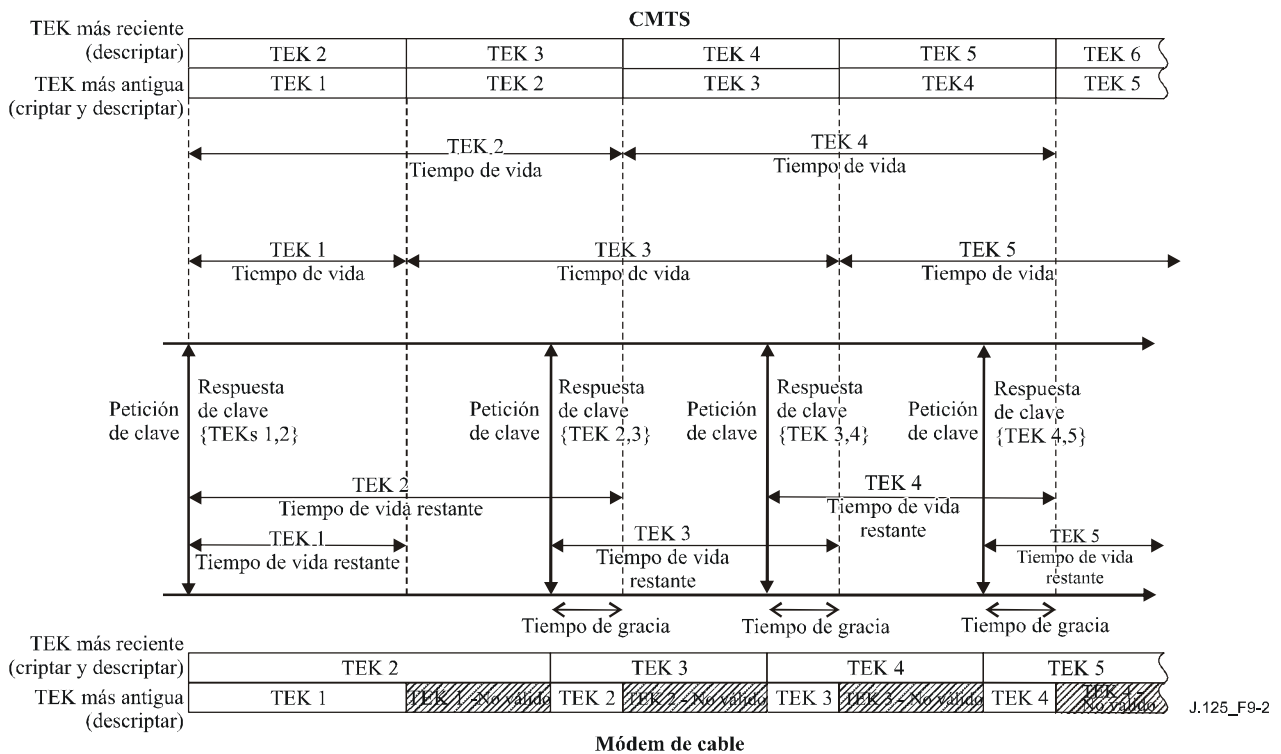 CMTS
TEK más reciente
(descriptar)
TEK 2
TEK 3
TEK 4
TEK 5
TEK 6
TEK más antigua
(criptar y descriptar)
TEK 1
TEK 2
TEK 3
TEK4
TEK 5
TEK 2
Tiempo de vida
TEK 4
Tiempo de vida
TEK 1
Tiempo de vida
TEK 3
Tiempo de vida
TEK 5
Tiempo de vida
Petición
de clave
Respuesta
de clave
{TEKs 1,2}
Petición
de clave
Respuesta
de clave
{TEK 2,3}
Petición
de clave
Respuesta
de clave
{TEK 3,4}
Petición
de clave
Respuesta
de clave
{TEK 4,5}
TEK 2
Tiempo de vida restante
TEK 4
Tiempo de vida
restante
TEK 1
Tiempo de vida restante
TEK 3
Tiempo de vida
restante
TEK 5
Tiempo de vida
restante
Tiempo de gracia
Tiempo de gracia
Tiempo de gracia
TEK más reciente
(criptar y descriptar)
TEK 2
TEK 3
TEK 4
TEK 5
TEK más antigua
(descriptar)
TEK 1
TEK 1 -No válido
TEK 2
TEK 2 - No válido
TEK 3
TEK 3 - No válido
TEK 4
TEK 4 -
No válido
J.125_F9-2
Módem de cable